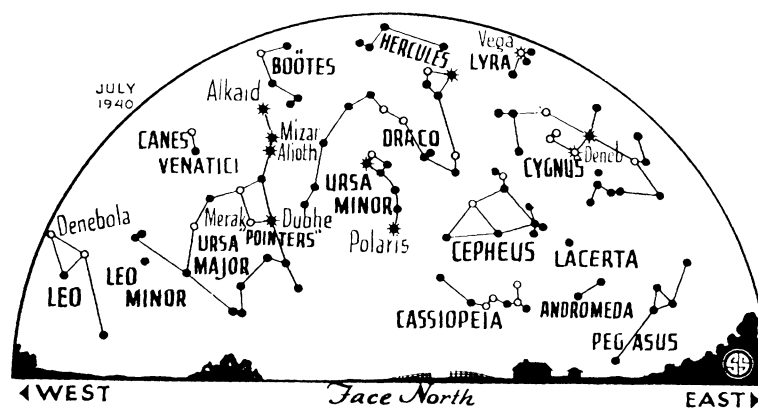 Vega
HERCULES
LYRA
BOÖTES
JULY
1940
Alkaid
CANES
VENATICI
Mizar
Alioth
DRACO
CYGNUS
Deneb
URSA
MINOR
Denebola
Merak
Dubhe
"POINTERS"
URSA
MAJOR
Polaris
CEPHEUS
LACERTA
LEO
LEO
MINOR
CASSIOPEIA
ANDROMEDA
PEGASUS
SS
WEST
Face North
EAST